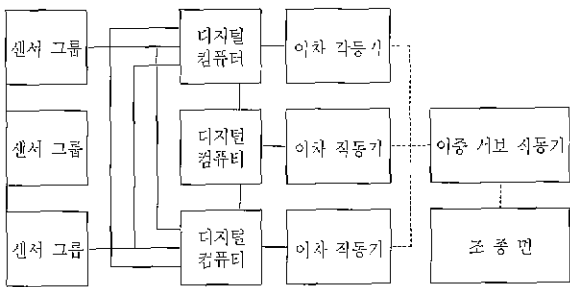 센서 그룹
디지털
컴퓨터
이차 작동기
센서 그룹
디지털
컴퓨터
이차 작동기
이중 서보 작동기
센서 그룹
디지털
컴퓨터
이차 작동기
조 종 면